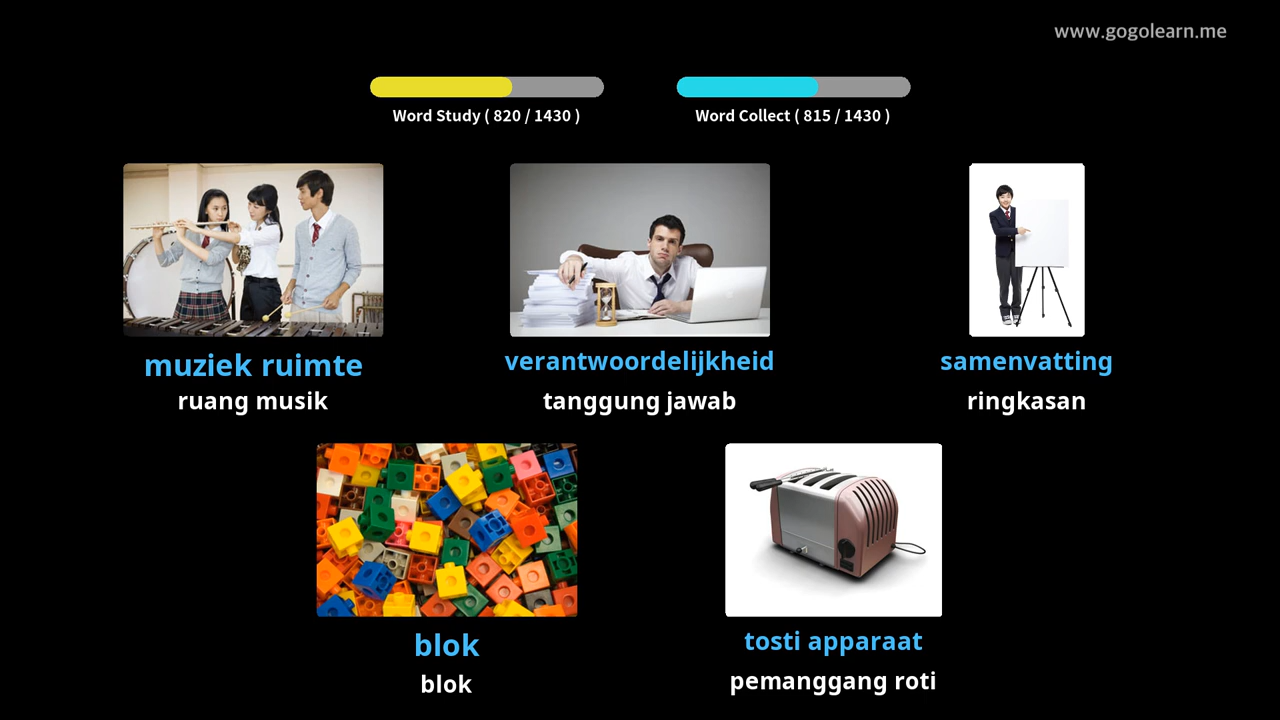 www.gogolearn.me
Word Study ( 820 / 1430 )
Word Collect ( 815 / 1430 )
muziek ruimte
ruang musik
verantwoordelijkheid
tanggung jawab
samenvatting
ringkasan
blok
blok
tosti apparaat
pemanggang roti